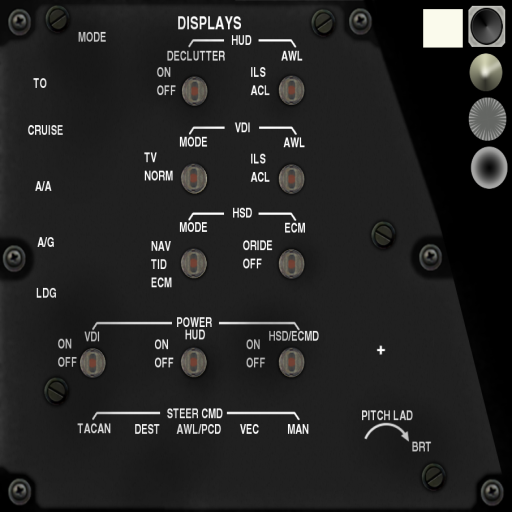 DISPLAYS
MODE
HUD
DECLUTTER AWL
ON
OFF
ILS
ACL
TO
CRUISE
A/A
A/G
LDG
VDI
MODE AWL
TV
NORM
ILS
ACL
HSD
MODE ECM
NAV
TID
ECM
ORIDE
OFF
POWER
VDI HUD HSD/ECMD
ON
OFF
ON
OFF
ON
OFF
STEER CMD
TACAN DEST AWL/PCD VEC MAN
PITCH LAD
BRT